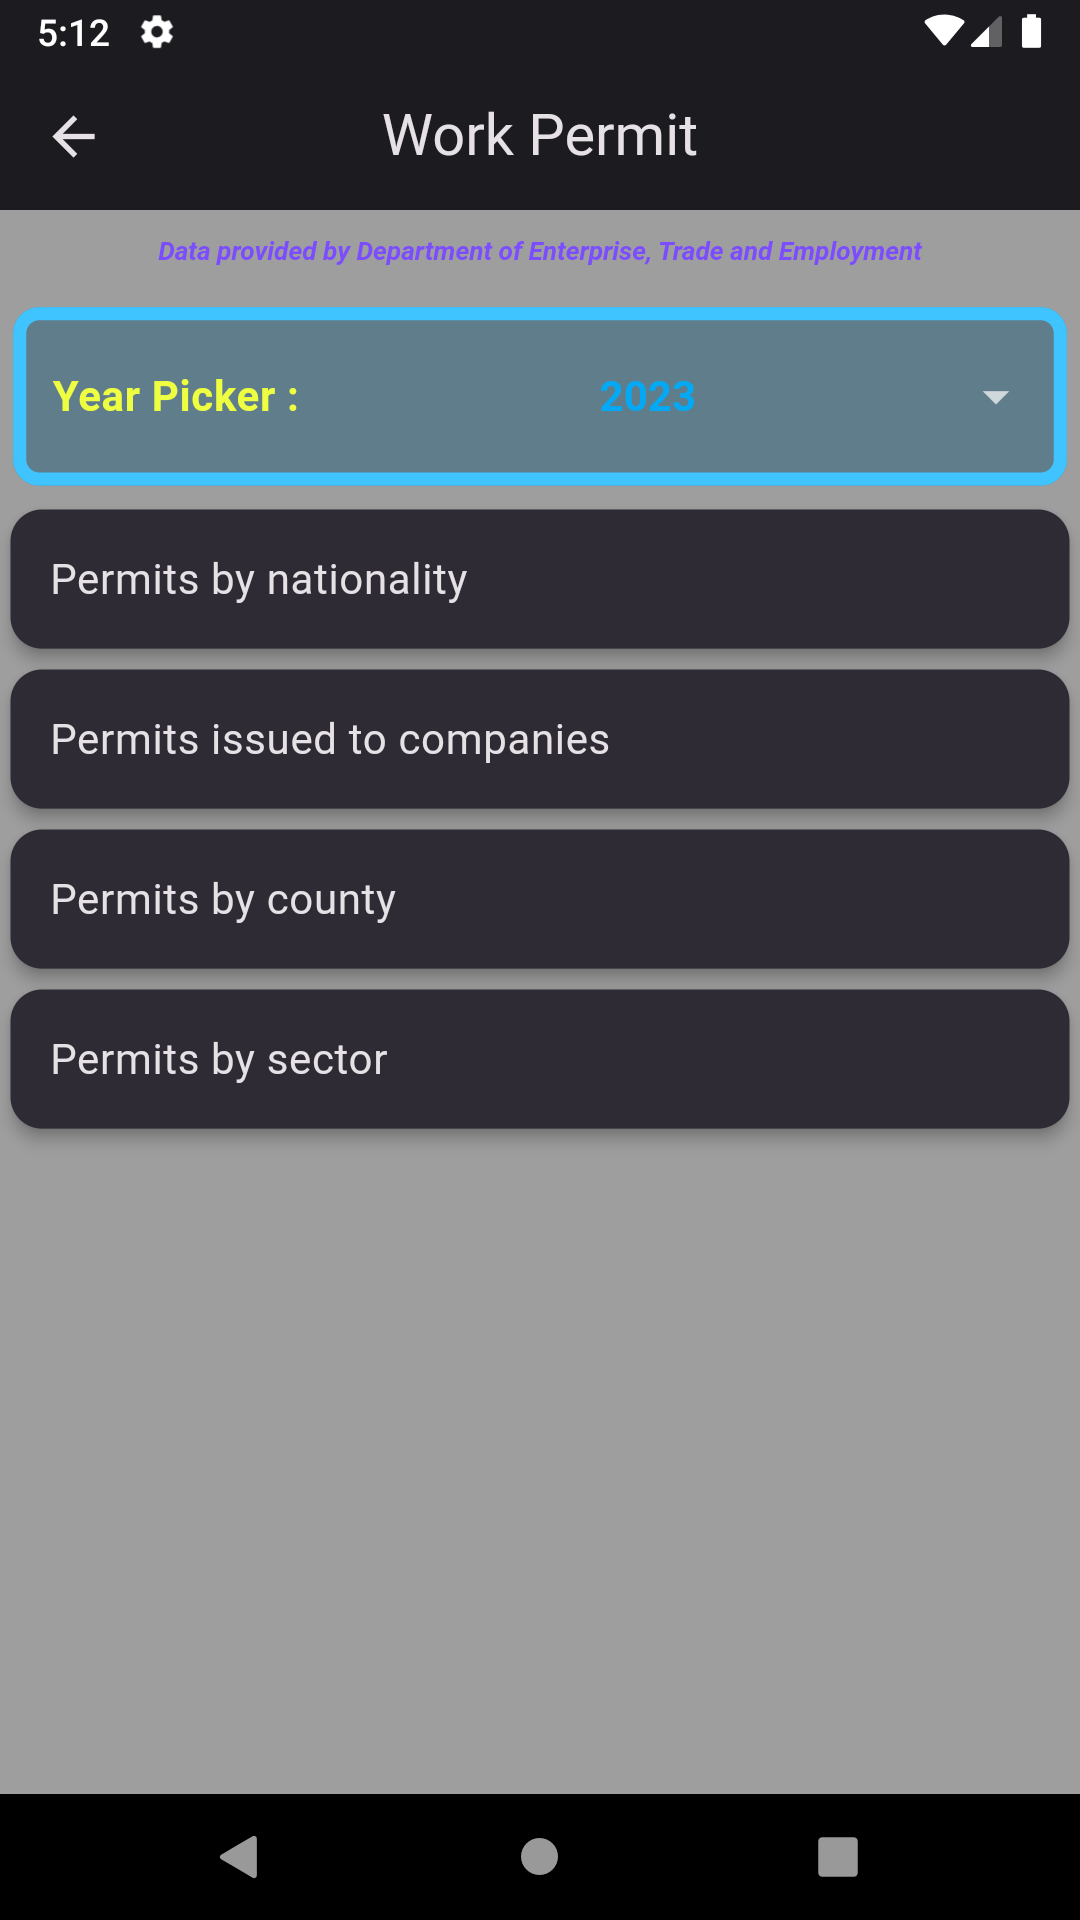 5:12
Work Permit
Data provided by Department of Enterprise, Trade and Employment
Year Picker : 2023
Permits by nationality
Permits issued to companies
Permits by county
Permits by sector